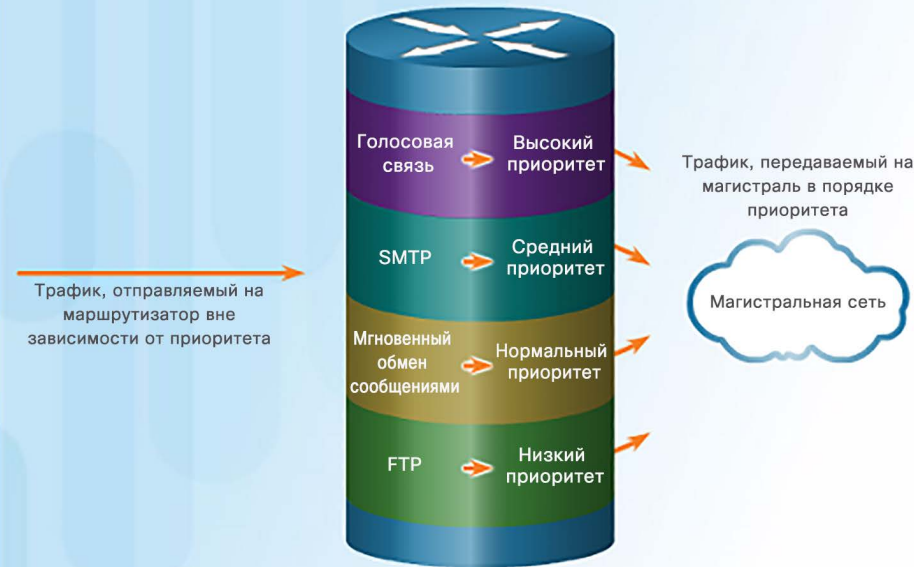 Трафик, отправляемый на
маршрутизатор вне
зависимости от приоритета
Голосовая
связь
Высокий
приоритет
SMTP
Средний
приоритет
Мгновенный
обмен
сообщениями
Нормальный
приоритет
FTP
Низкий
приоритет
Трафик, передаваемый на
магистраль в порядке
приоритета
Магистральная сеть